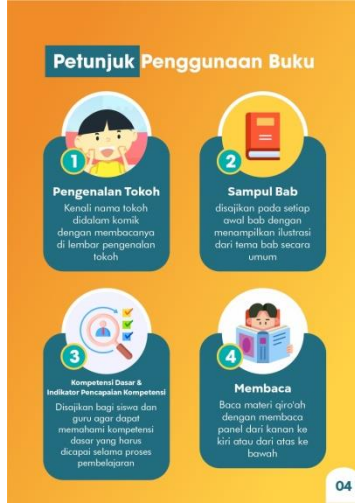 Petunjuk Penggunaan Buku
1
Pengenalan Tokoh
Kenali nama tokoh
didalam komik
dengan membacanya
di lembar pengenalan
tokoh
2
Sampul Bab
disajikan pada setiap
awal bab dengan
menampilkan ilustrasi
dari tema bab secara
umum
3
Kompetensi Dasar &
Indikator Pencapaian Kompetensi
Disajikan bagi siswa dan
guru agar dapat
memahami kompetensi
dasar yang harus
dicapai selama proses
pembelajaran
4
Membaca
Baca materi qiro'ah
dengan membaca
panel dari kanan ke
kiri atau dari atas ke
bawah
04